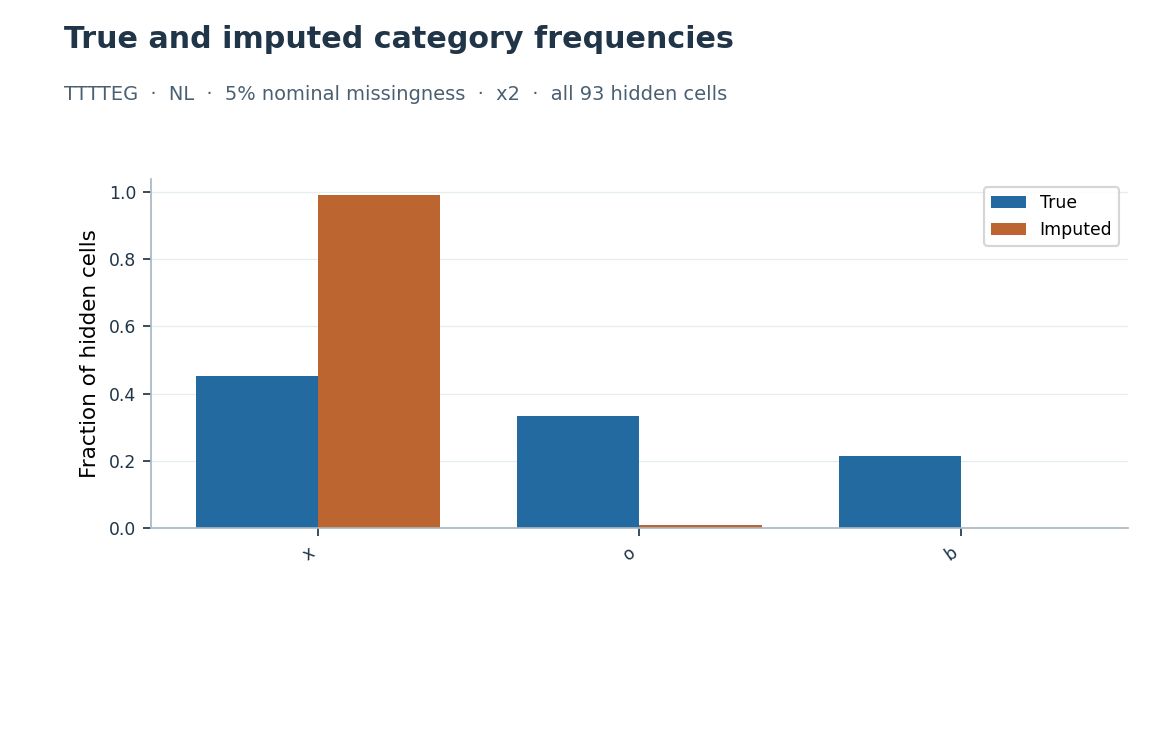 True and imputed category frequencies
TTTTEG · NL · 5% nominal missingness · x2 · all 93 hidden cells
Fraction of hidden cells
1.0
0.8
0.6
0.4
0.2
0.0
True
Imputed
x
o
b